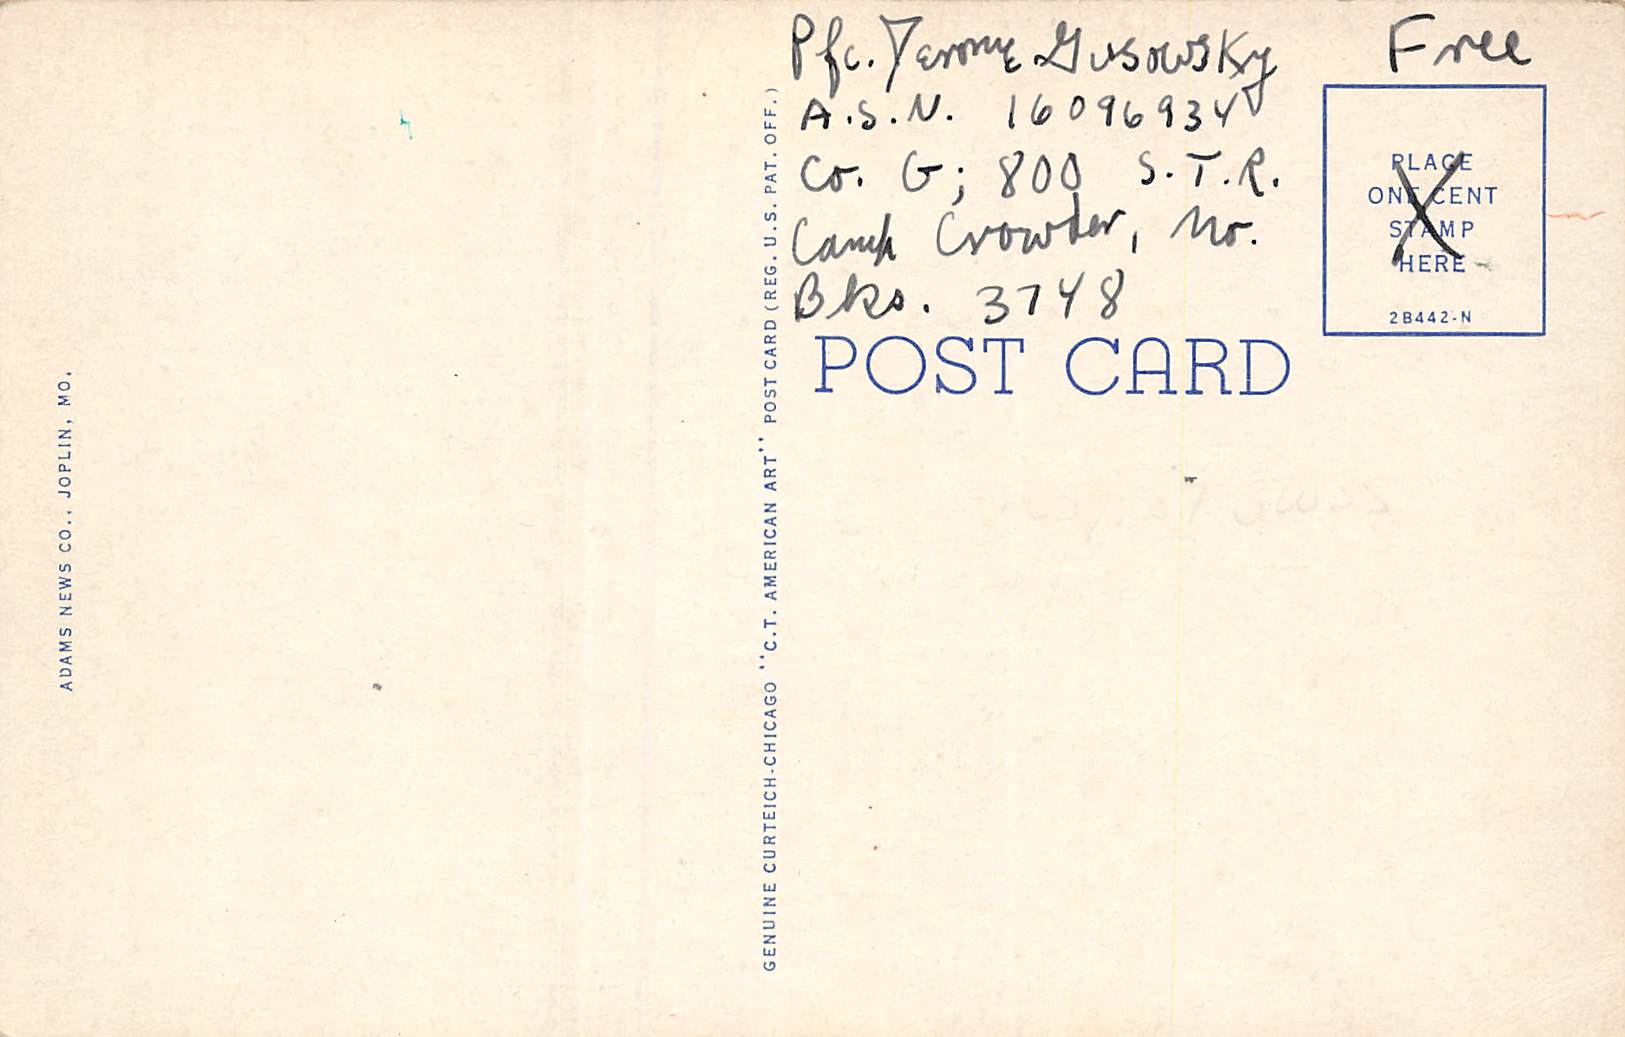 Pfc. Jerome Gusowsky
Free
A.S.N. 16096934
Co. G; 800 S.T.R.
Camp Crowder, Mo.
Bks. 3748
PLACE
ONE CENT
STAMP
HERE
2B442-N
POST CARD
ADAMS NEWS CO., JOPLIN, MO.
GENUINE CURTEICH-CHICAGO "C.T. AMERICAN ART" POST CARD (REG. U.S. PAT. OFF.)